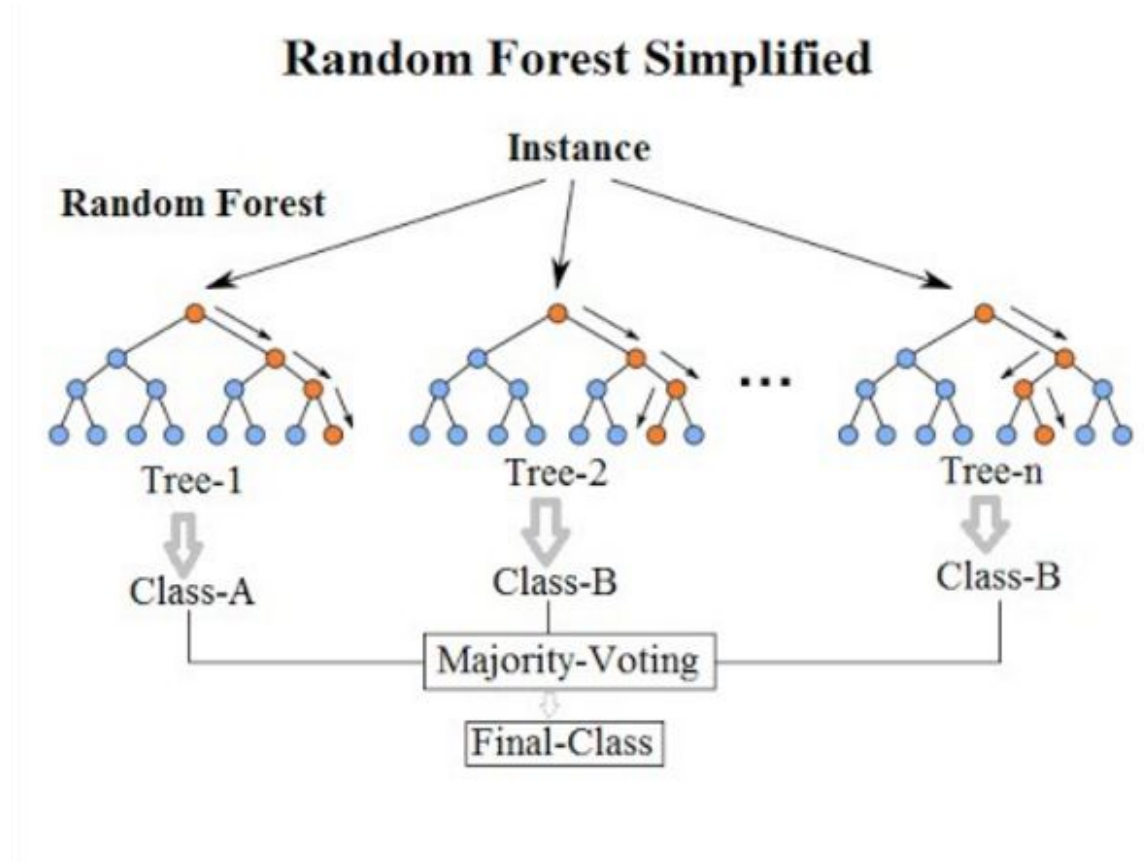 Random Forest Simplified
Instance
Random Forest
...
Tree-1
Tree-2
Tree-n
Class-A
Class-B
Class-B
Majority-Voting
Final-Class